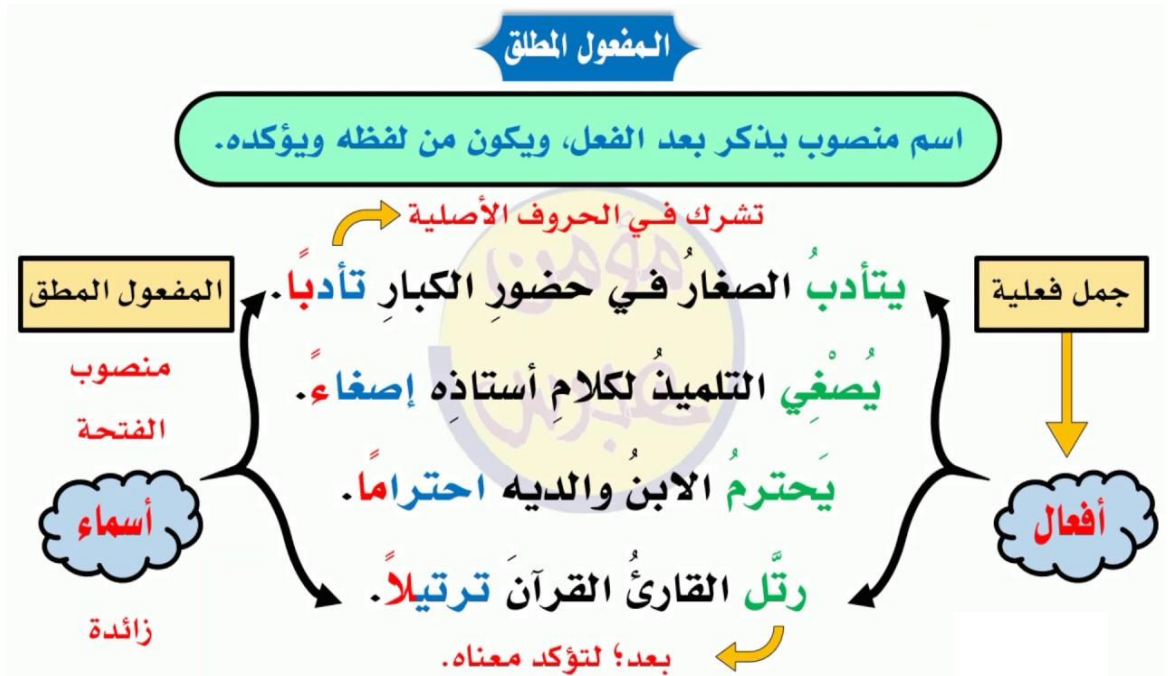 المفعول المطلق
اسم منصوب يذكر بعد الفعل، ويكون من لفظه ويؤكده.
تشرك في الحروف الأصلية
جمل فعلية
يتأدبُ الصغارُ في حضورِ الكبارِ تأدبًا.
المفعول المطق
يُصْغِي التلميذُ لكلامِ أستاذِه إصغاءً.
منصوب
الفتحة
يَحترمُ الابنُ والديه احترامًا.
أفعال
أسماء
رتَّل القارئُ القرآنَ ترتيلًا.
زائدة
بعد؛ لتؤكد معناه.
مؤمن